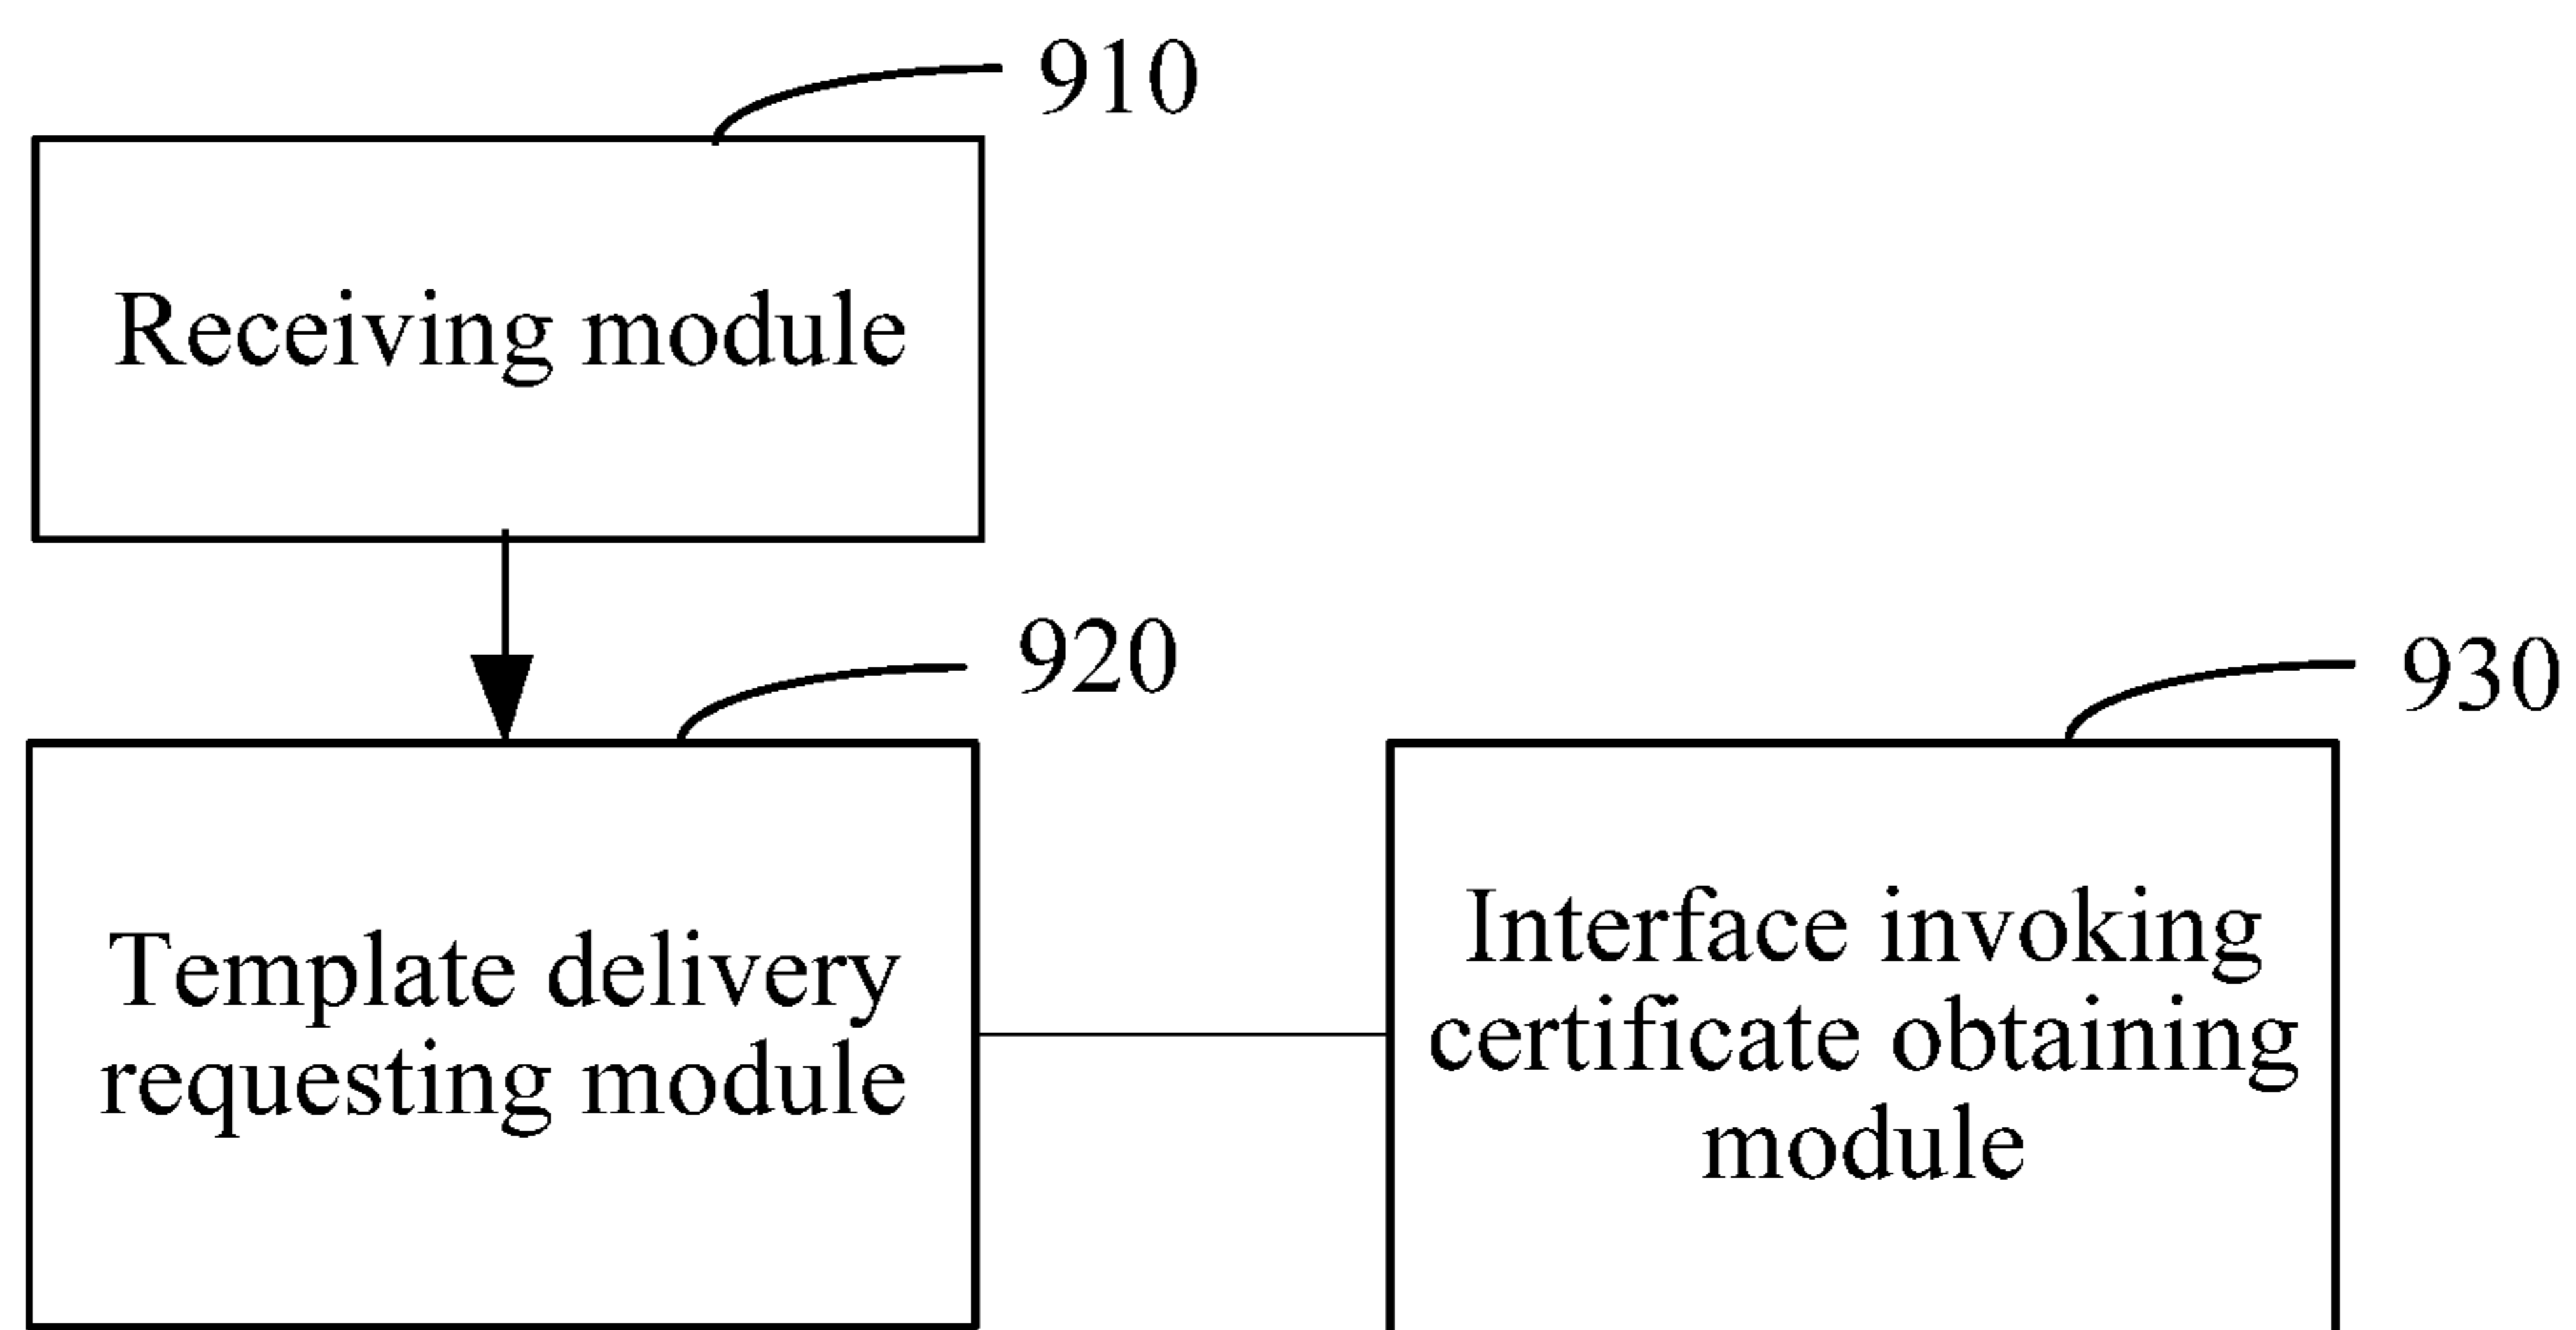 910
Receiving module
920
930
Template delivery
requesting module
Interface invoking
certificate obtaining
module